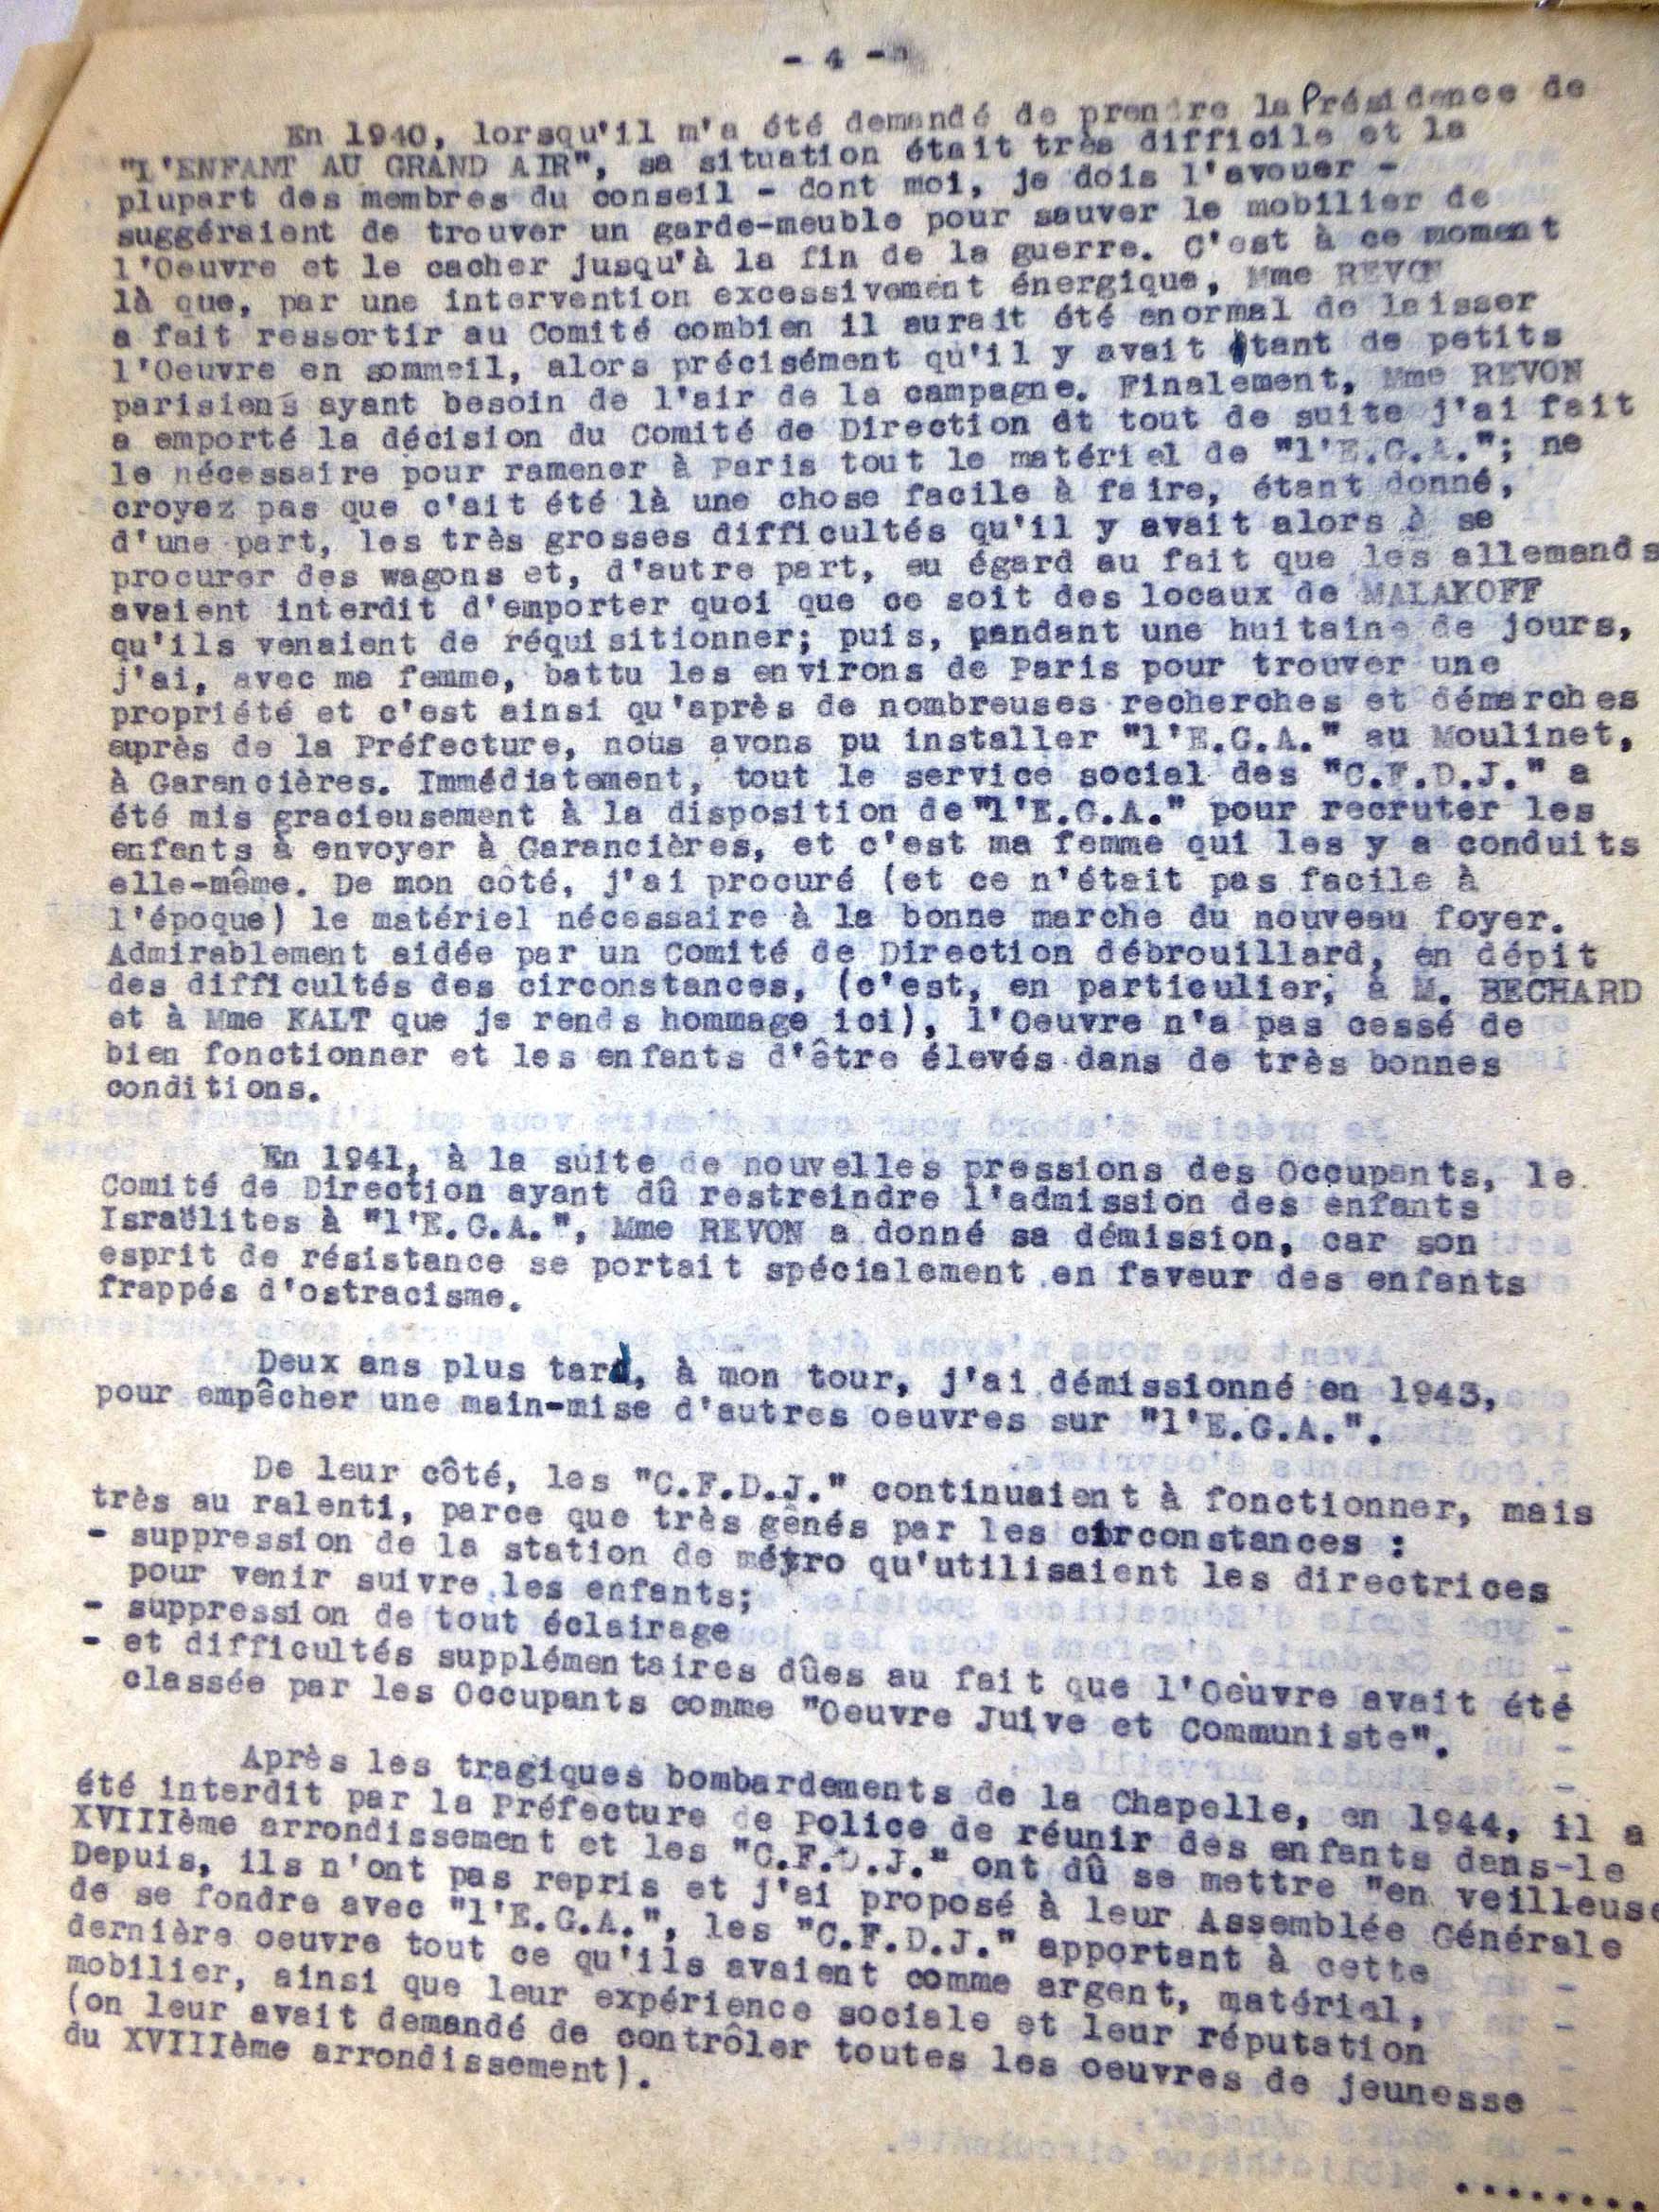 - 4 -
En 1940, lorsqu'il m'a été demandé de prendre la Présidence de
"L'ENFANT AU GRAND AIR", sa situation était très difficile et la
plupart des membres du conseil - dont moi, je dois l'avouer -
suggéraient de trouver un garde-meuble pour sauver le mobilier de
l'Oeuvre et le cacher jusqu'à la fin de la guerre. C'est à ce moment
là que, par une intervention excessivement énergique, Mme REVON
a fait ressortir au Comité combien il aurait été anormal de laisser
l'Oeuvre en sommeil, alors précisément qu'il y avait tant de petits
parisiens ayant besoin de l'air de la campagne. Finalement, Mme REVON
a emporté la décision du Comité de Direction et tout de suite j'ai fait
le nécessaire pour ramener à Paris tout le matériel de "l'E.G.A."; ne
croyez pas que c'ait été là une chose facile à faire, étant donné,
d'une part, les très grosses difficultés qu'il y avait alors à se
procurer des wagons et, d'autre part, eu égard au fait que les allemands
avaient interdit d'emporter quoi que ce soit des locaux de MALAKOFF
qu'ils venaient de réquisitionner; puis, pendant une huitaine de jours,
j'ai, avec ma femme, battu les environs de Paris pour trouver une
propriété et c'est ainsi qu'après de nombreuses recherches et démarches
auprès de la Préfecture, nous avons pu installer "l'E.G.A." au Moulinet,
à Garancières. Immédiatement, tout le service social des "C.F.D.J." a
été mis gracieusement à la disposition de "l'E.G.A." pour recruter les
enfants à envoyer à Garancières, et c'est ma femme qui les y a conduits
elle-même. De mon côté, j'ai procuré (et ce n'était pas facile à
l'époque) le matériel nécessaire à la bonne marche du nouveau foyer.
Admirablement aidée par un Comité de Direction débrouillard, en dépit
des difficultés des circonstances, (c'est, en particulier, à M. BECHARD
et à Mme KALT que je rends hommage ici), l'Oeuvre n'a pas cessé de
bien fonctionner et les enfants d'être élevés dans de très bonnes
conditions.
En 1941, à la suite de nouvelles pressions des Occupants, le
Comité de Direction ayant dû restreindre l'admission des enfants
Israëlites à "l'E.G.A.", Mme REVON a donné sa démission, car son
esprit de résistance se portait spécialement en faveur des enfants
frappés d'ostracisme.
Deux ans plus tard, à mon tour, j'ai démissionné en 1943,
pour empêcher une main-mise d'autres oeuvres sur "l'E.G.A.".
De leur côté, les "C.F.D.J." continuaient à fonctionner, mais
très au ralenti, parce que très gênés par les circonstances :
- suppression de la station de métro qu'utilisaient les directrices
pour venir suivre les enfants;
- suppression de tout éclairage
- et difficultés supplémentaires dûes au fait que l'Oeuvre avait été
classée par les Occupants comme "Oeuvre Juive et Communiste".
Après les tragiques bombardements de la Chapelle, en 1944, il a
été interdit par la Préfecture de Police de réunir des enfants dans-le
XVIIIème arrondissement et les "C.F.D.J." ont dû se mettre "en veilleuse
Depuis, ils n'ont pas repris et j'ai proposé à leur Assemblée Générale
de se fondre avec "l'E.G.A.", les "C.F.D.J." apportant à cette
dernière oeuvre tout ce qu'ils avaient comme argent, matériel,
mobilier, ainsi que leur expérience sociale et leur réputation
(on leur avait demandé de contrôler toutes les oeuvres de jeunesse
du XVIIIème arrondissement).
........